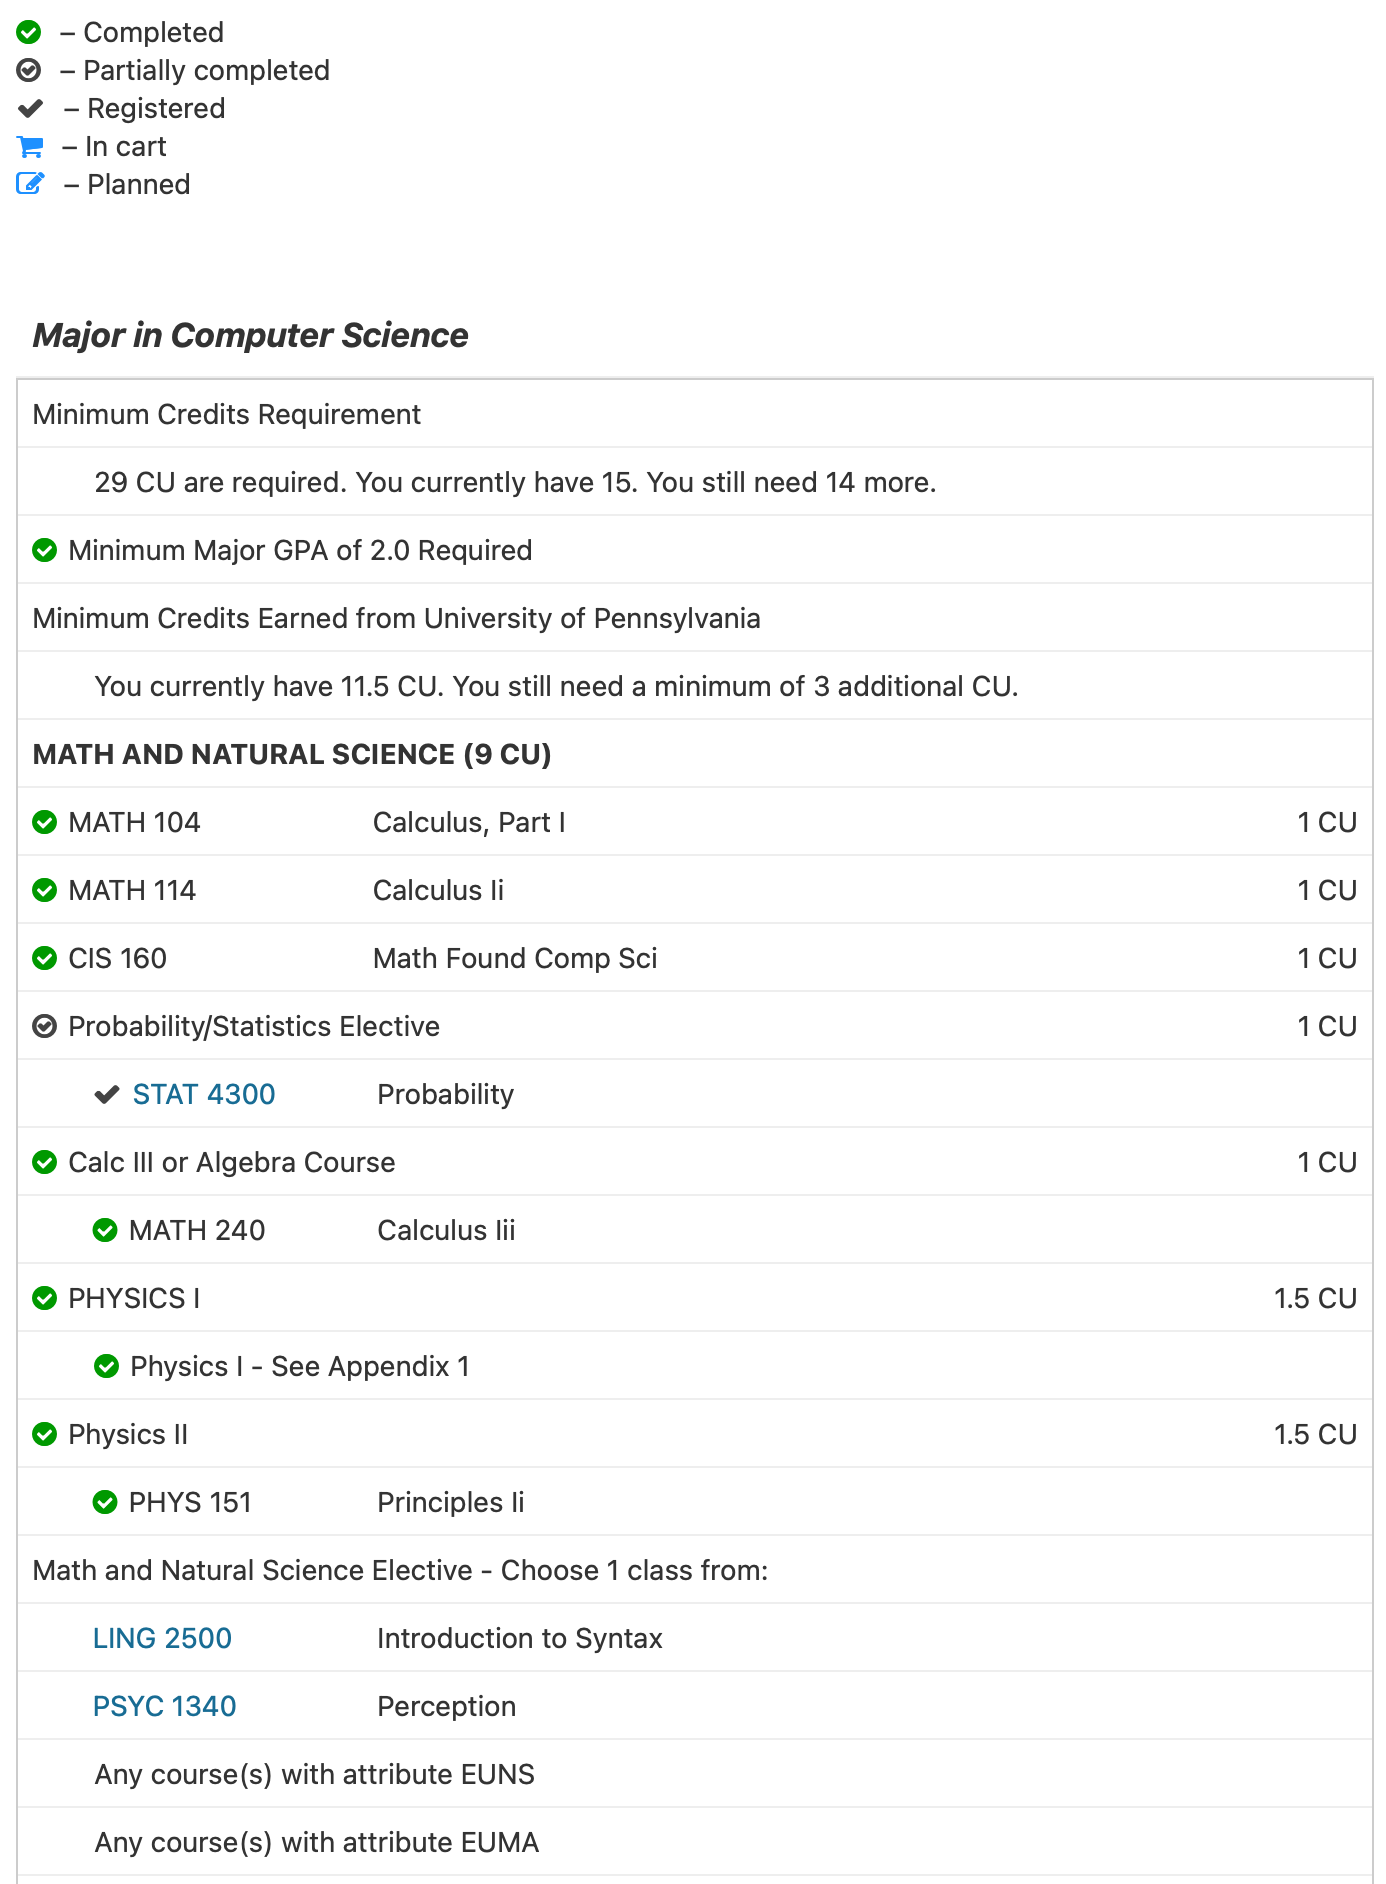 – Completed
– Partially completed
– Registered
– In cart
– Planned
Major in Computer Science
Minimum Credits Requirement
29 CU are required. You currently have 15. You still need 14 more.
Minimum Major GPA of 2.0 Required
Minimum Credits Earned from University of Pennsylvania
You currently have 11.5 CU. You still need a minimum of 3 additional CU.
MATH AND NATURAL SCIENCE (9 CU)
MATH 104 Calculus, Part I 1 CU
MATH 114 Calculus Ii 1 CU
CIS 160 Math Found Comp Sci 1 CU
Probability/Statistics Elective 1 CU
STAT 4300 Probability
Calc III or Algebra Course 1 CU
MATH 240 Calculus Iii
PHYSICS I 1.5 CU
Physics I - See Appendix 1
Physics II 1.5 CU
PHYS 151 Principles Ii
Math and Natural Science Elective - Choose 1 class from:
LING 2500 Introduction to Syntax
PSYC 1340 Perception
Any course(s) with attribute EUNS
Any course(s) with attribute EUMA